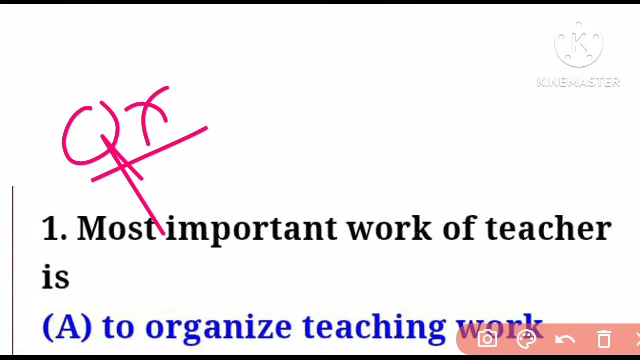 KINEMASTER
1. Most important work of teacher
is
(A) to organize teaching work